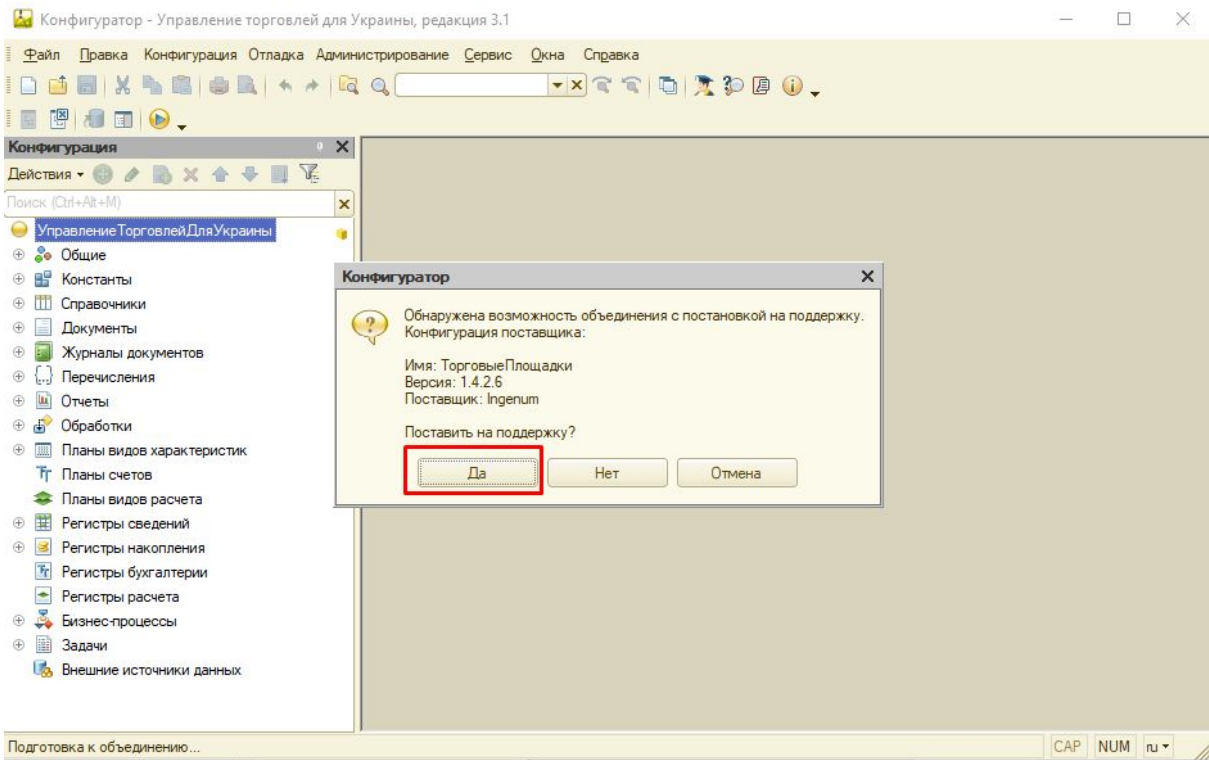 Конфигуратор - Управление торговлей для Украины, редакция 3.1
Файл Правка Конфигурация Отладка Администрирование Сервис Окна Справка
Конфигурация
Действия
Поиск (Ctrl+Alt+M)
УправлениеТорговлейДляУкраины
Общие
Константы
Справочники
Документы
Журналы документов
Перечисления
Отчеты
Обработки
Планы видов характеристик
Планы счетов
Планы видов расчета
Регистры сведений
Регистры накопления
Регистры бухгалтерии
Регистры расчета
Бизнес-процессы
Задачи
Внешние источники данных
Конфигуратор
Обнаружена возможность объединения с постановкой на поддержку.
Конфигурация поставщика:
Имя: ТорговыеПлощадки
Версия: 1.4.2.6
Поставщик: Ingenum
Поставить на поддержку?
Да Нет Отмена
Подготовка к объединению... CAP NUM ru